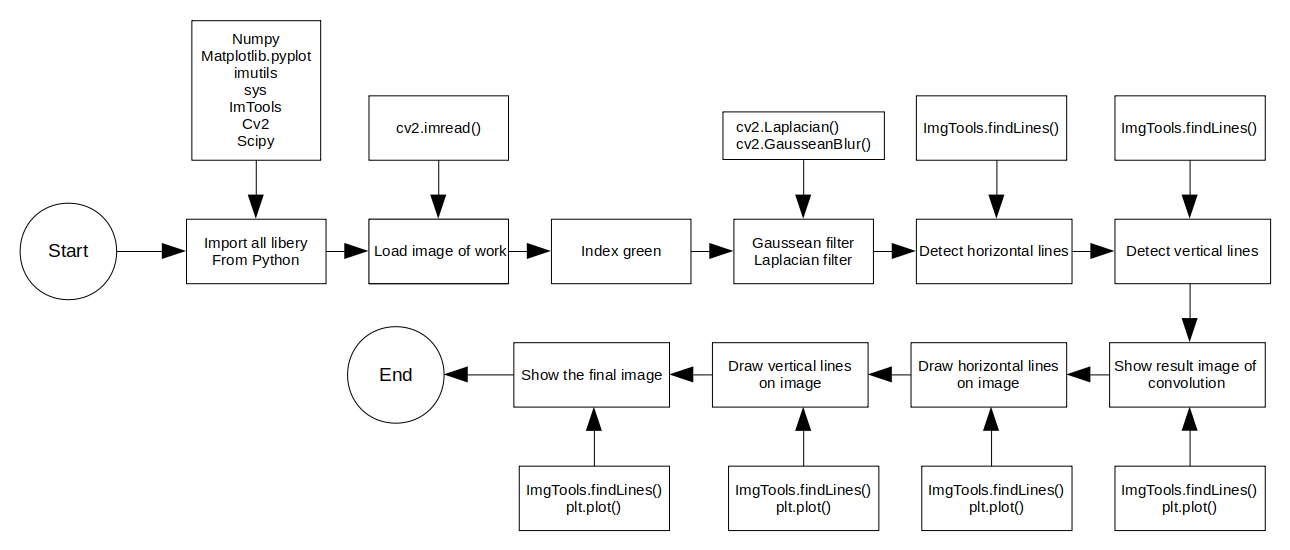 Numpy
Matplotlib.pyplot
imutils
sys
ImTools
Cv2
Scipy
cv2.imread()
cv2.Laplacian()
cv2.GausseanBlur()
ImgTools.findLines()
ImgTools.findLines()
Start
Import all libery
From Python
Load image of work
Index green
Gaussean filter
Laplacian filter
Detect horizontal lines
Detect vertical lines
End
Show the final image
Draw vertical lines
on image
Draw horizontal lines
on image
Show result image of
convolution
ImgTools.findLines()
plt.plot()
ImgTools.findLines()
plt.plot()
ImgTools.findLines()
plt.plot()
ImgTools.findLines()
plt.plot()